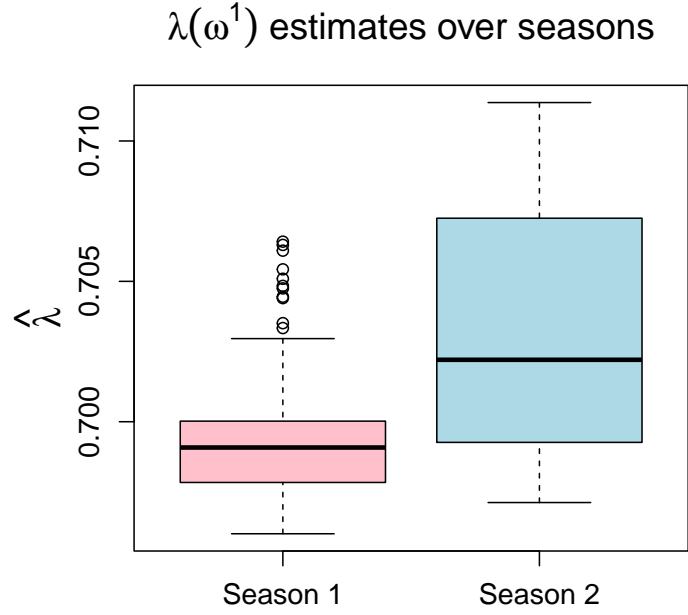 λ(ω¹) estimates over seasons
0.710
0.705
0.700
λ̂
Season 1 Season 2